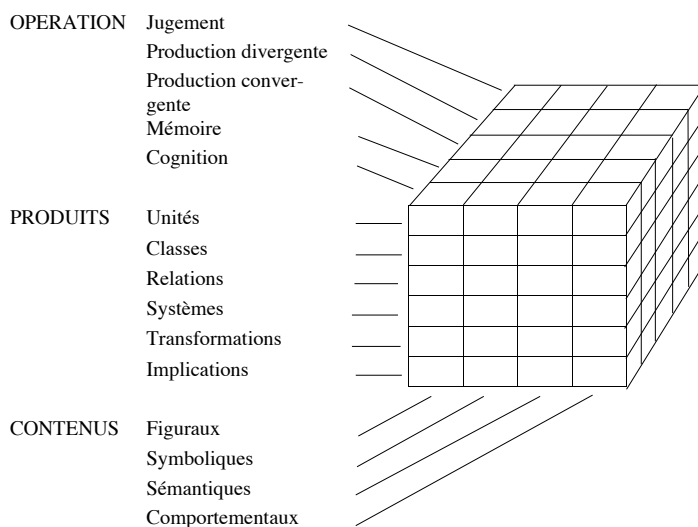 OPERATION Jugement
Production divergente
Production conver-
gente
Mémoire
Cognition
PRODUITS Unités
Classes
Relations
Systèmes
Transformations
Implications
CONTENUS Figuraux
Symboliques
Sémantiques
Comportementaux